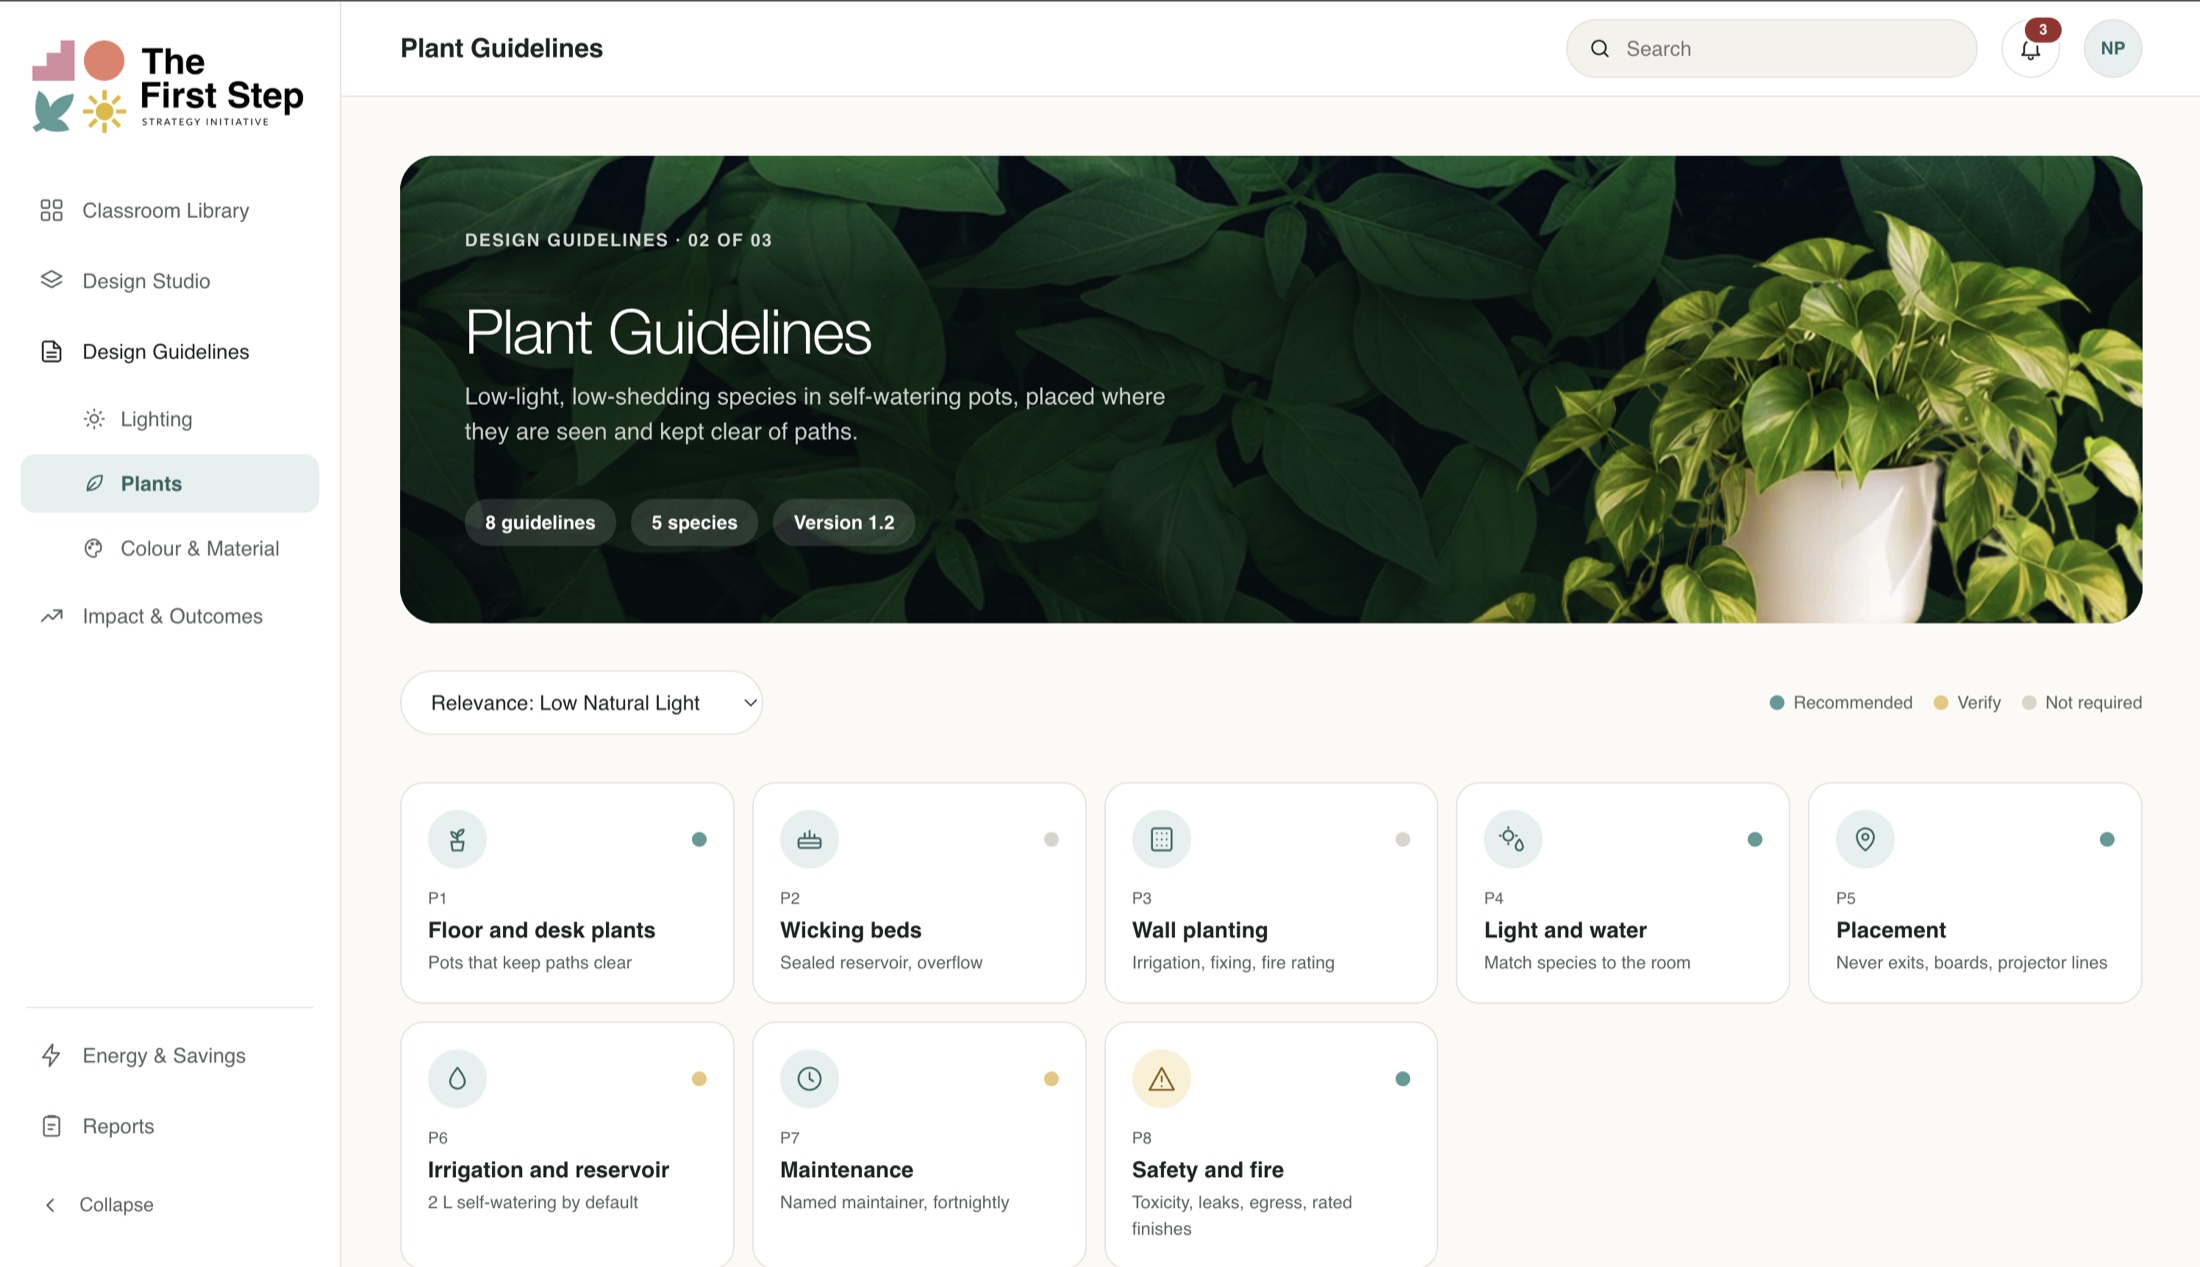 The
First Step
STRATEGY INITIATIVE
Classroom Library
Design Studio
Design Guidelines
Lighting
Plants
Colour & Material
Impact & Outcomes
Energy & Savings
Reports
Collapse
Plant Guidelines
Search
3
NP
DESIGN GUIDELINES · 02 OF 03
Plant Guidelines
Low-light, low-shedding species in self-watering pots, placed where
they are seen and kept clear of paths.
8 guidelines
5 species
Version 1.2
Relevance: Low Natural Light
Recommended
Verify
Not required
P1
Floor and desk plants
Pots that keep paths clear
P2
Wicking beds
Sealed reservoir, overflow
P3
Wall planting
Irrigation, fixing, fire rating
P4
Light and water
Match species to the room
P5
Placement
Never exits, boards, projector lines
P6
Irrigation and reservoir
2 L self-watering by default
P7
Maintenance
Named maintainer, fortnightly
P8
Safety and fire
Toxicity, leaks, egress, rated
finishes